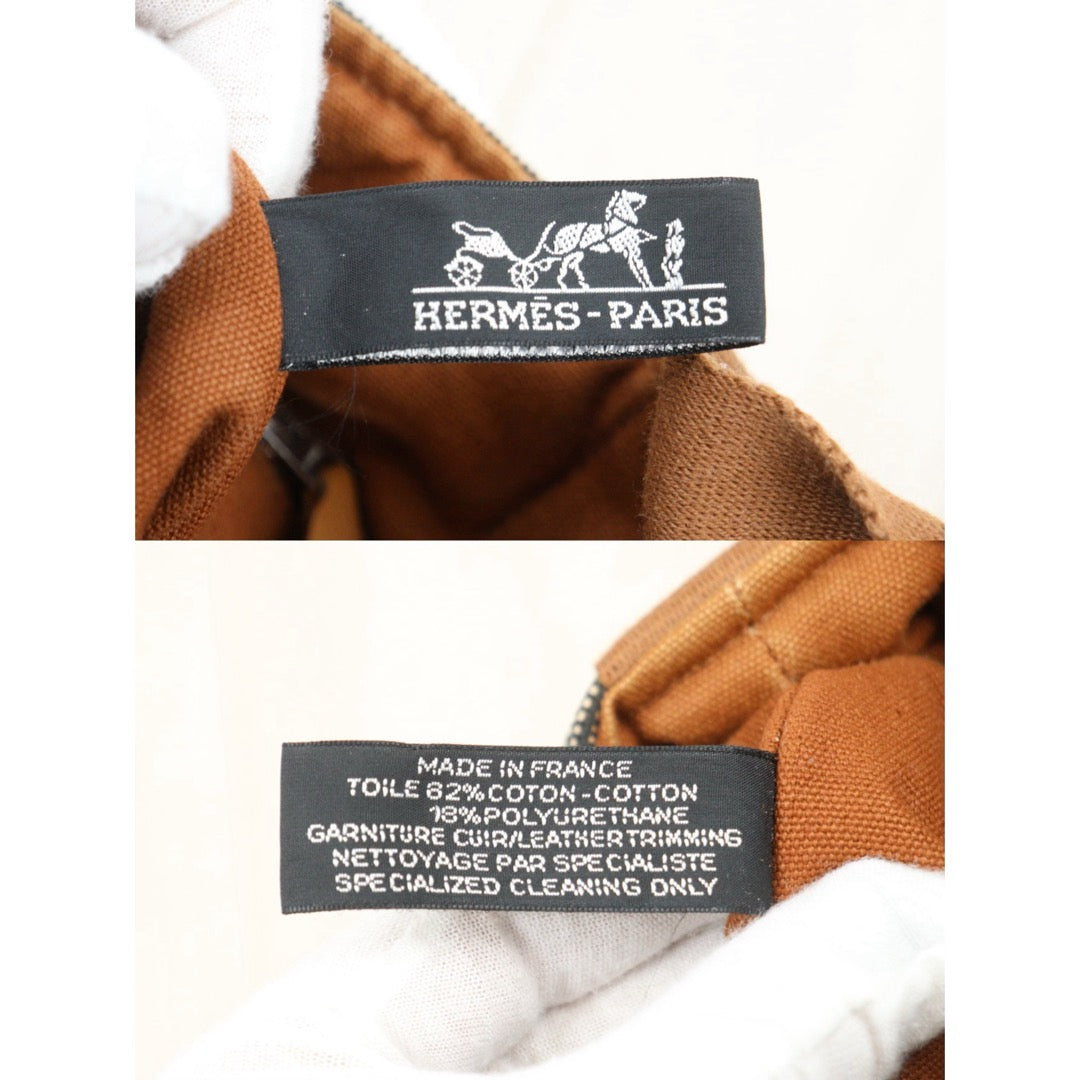 HERMĒS-PARIS
MADE IN FRANCE
TOILE 82% COTON-COTTON
18% POLYURETHANE
GARNITURE CUIR/LEATHER TRIMMING
NETTOYAGE PAR SPECIALISTE
SPECIALIZED CLEANING ONLY